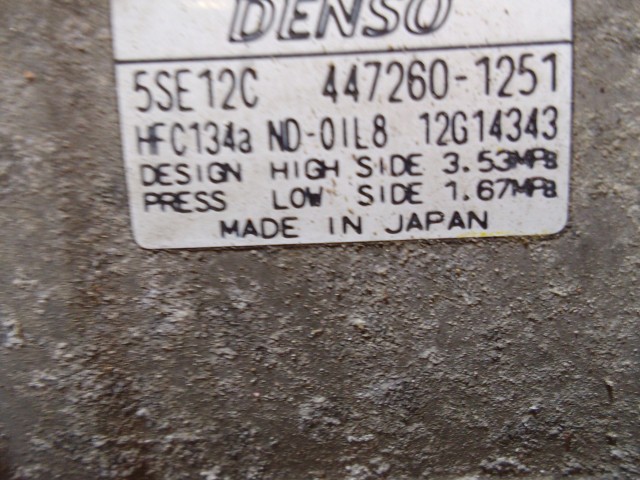 DENSO
5SE12C 447260-1251
HFC134a ND-OIL8 12G14343
DESIGN HIGH SIDE 3.53MPa
PRESS LOW SIDE 1.67MPa
MADE IN JAPAN